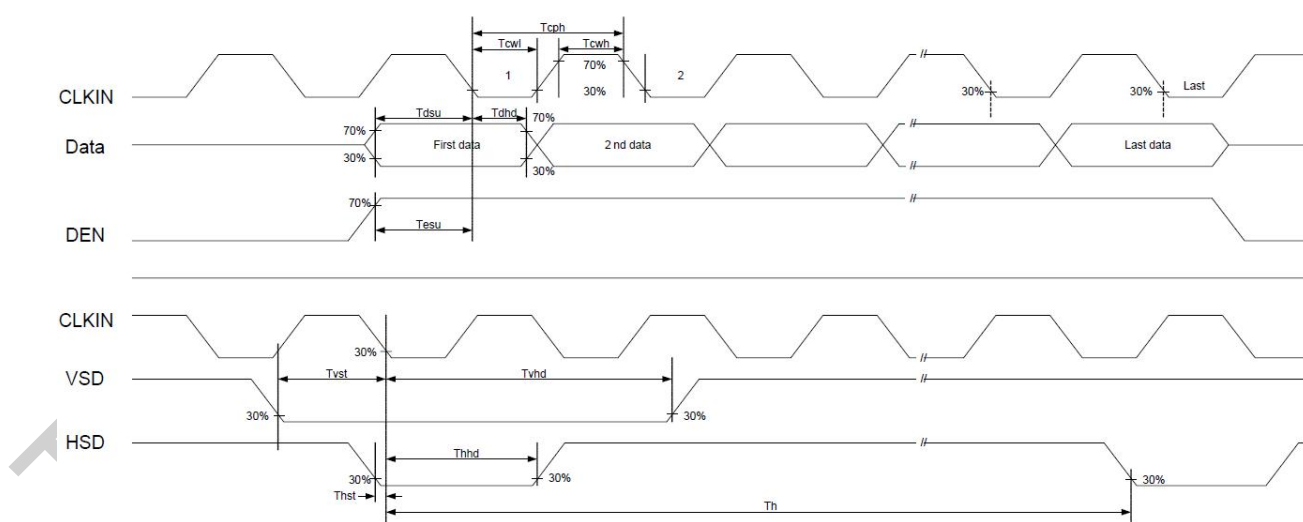 Tcph
Tcwl
Tcwh
1
70%
2
CLKIN
30%
30%
30%
Last
Tdsu
Tdhd
70%
70%
Data
First data
2 nd data
Last data
30%
30%
70%
DEN
Tesu
CLKIN
30%
VSD
Tvst
Tvhd
30%
30%
HSD
Thhd
30%
30%
30%
Thst
Th